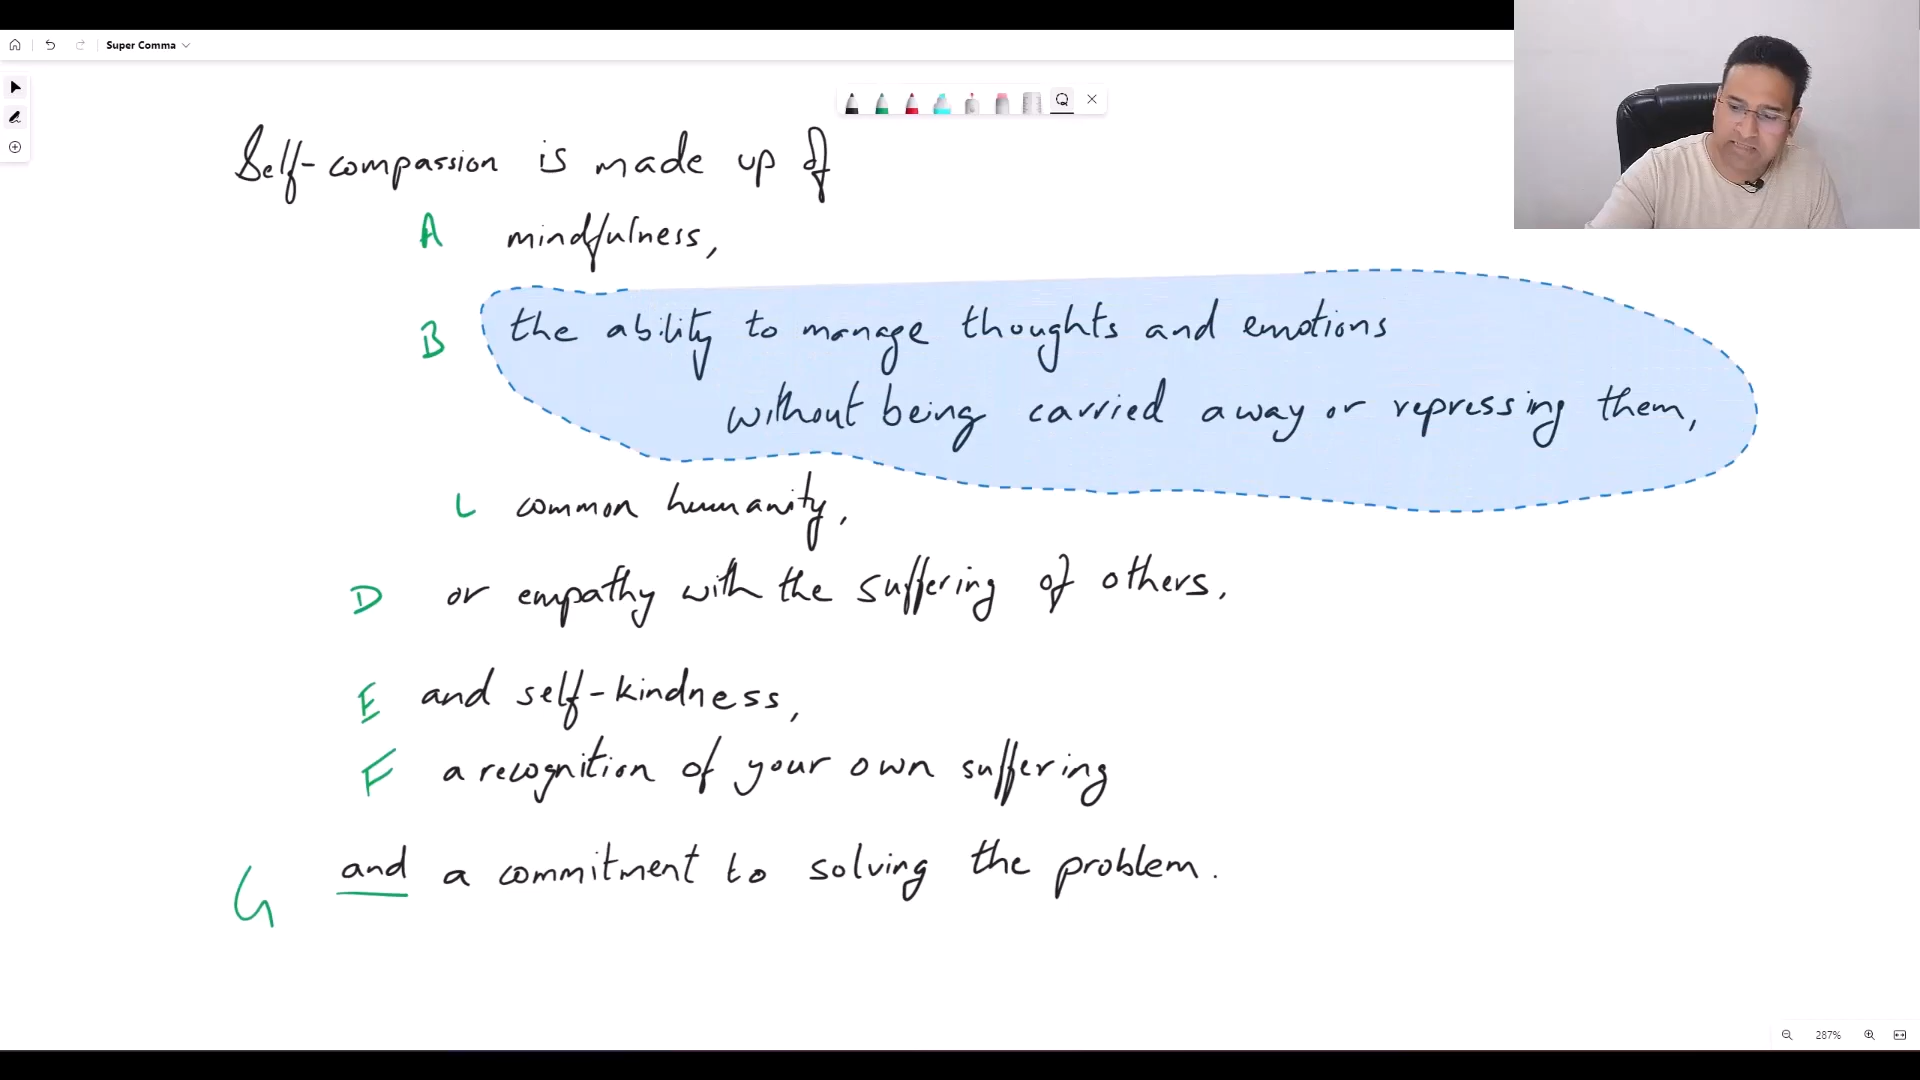 Super Comma
Self-compassion is made up of
A mindfulness,
B the ability to manage thoughts and emotions
without being carried away or repressing them,
C common humanity,
D or empathy with the suffering of others,
E and self-kindness,
F a recognition of your own suffering
G and a commitment to solving the problem.
287%